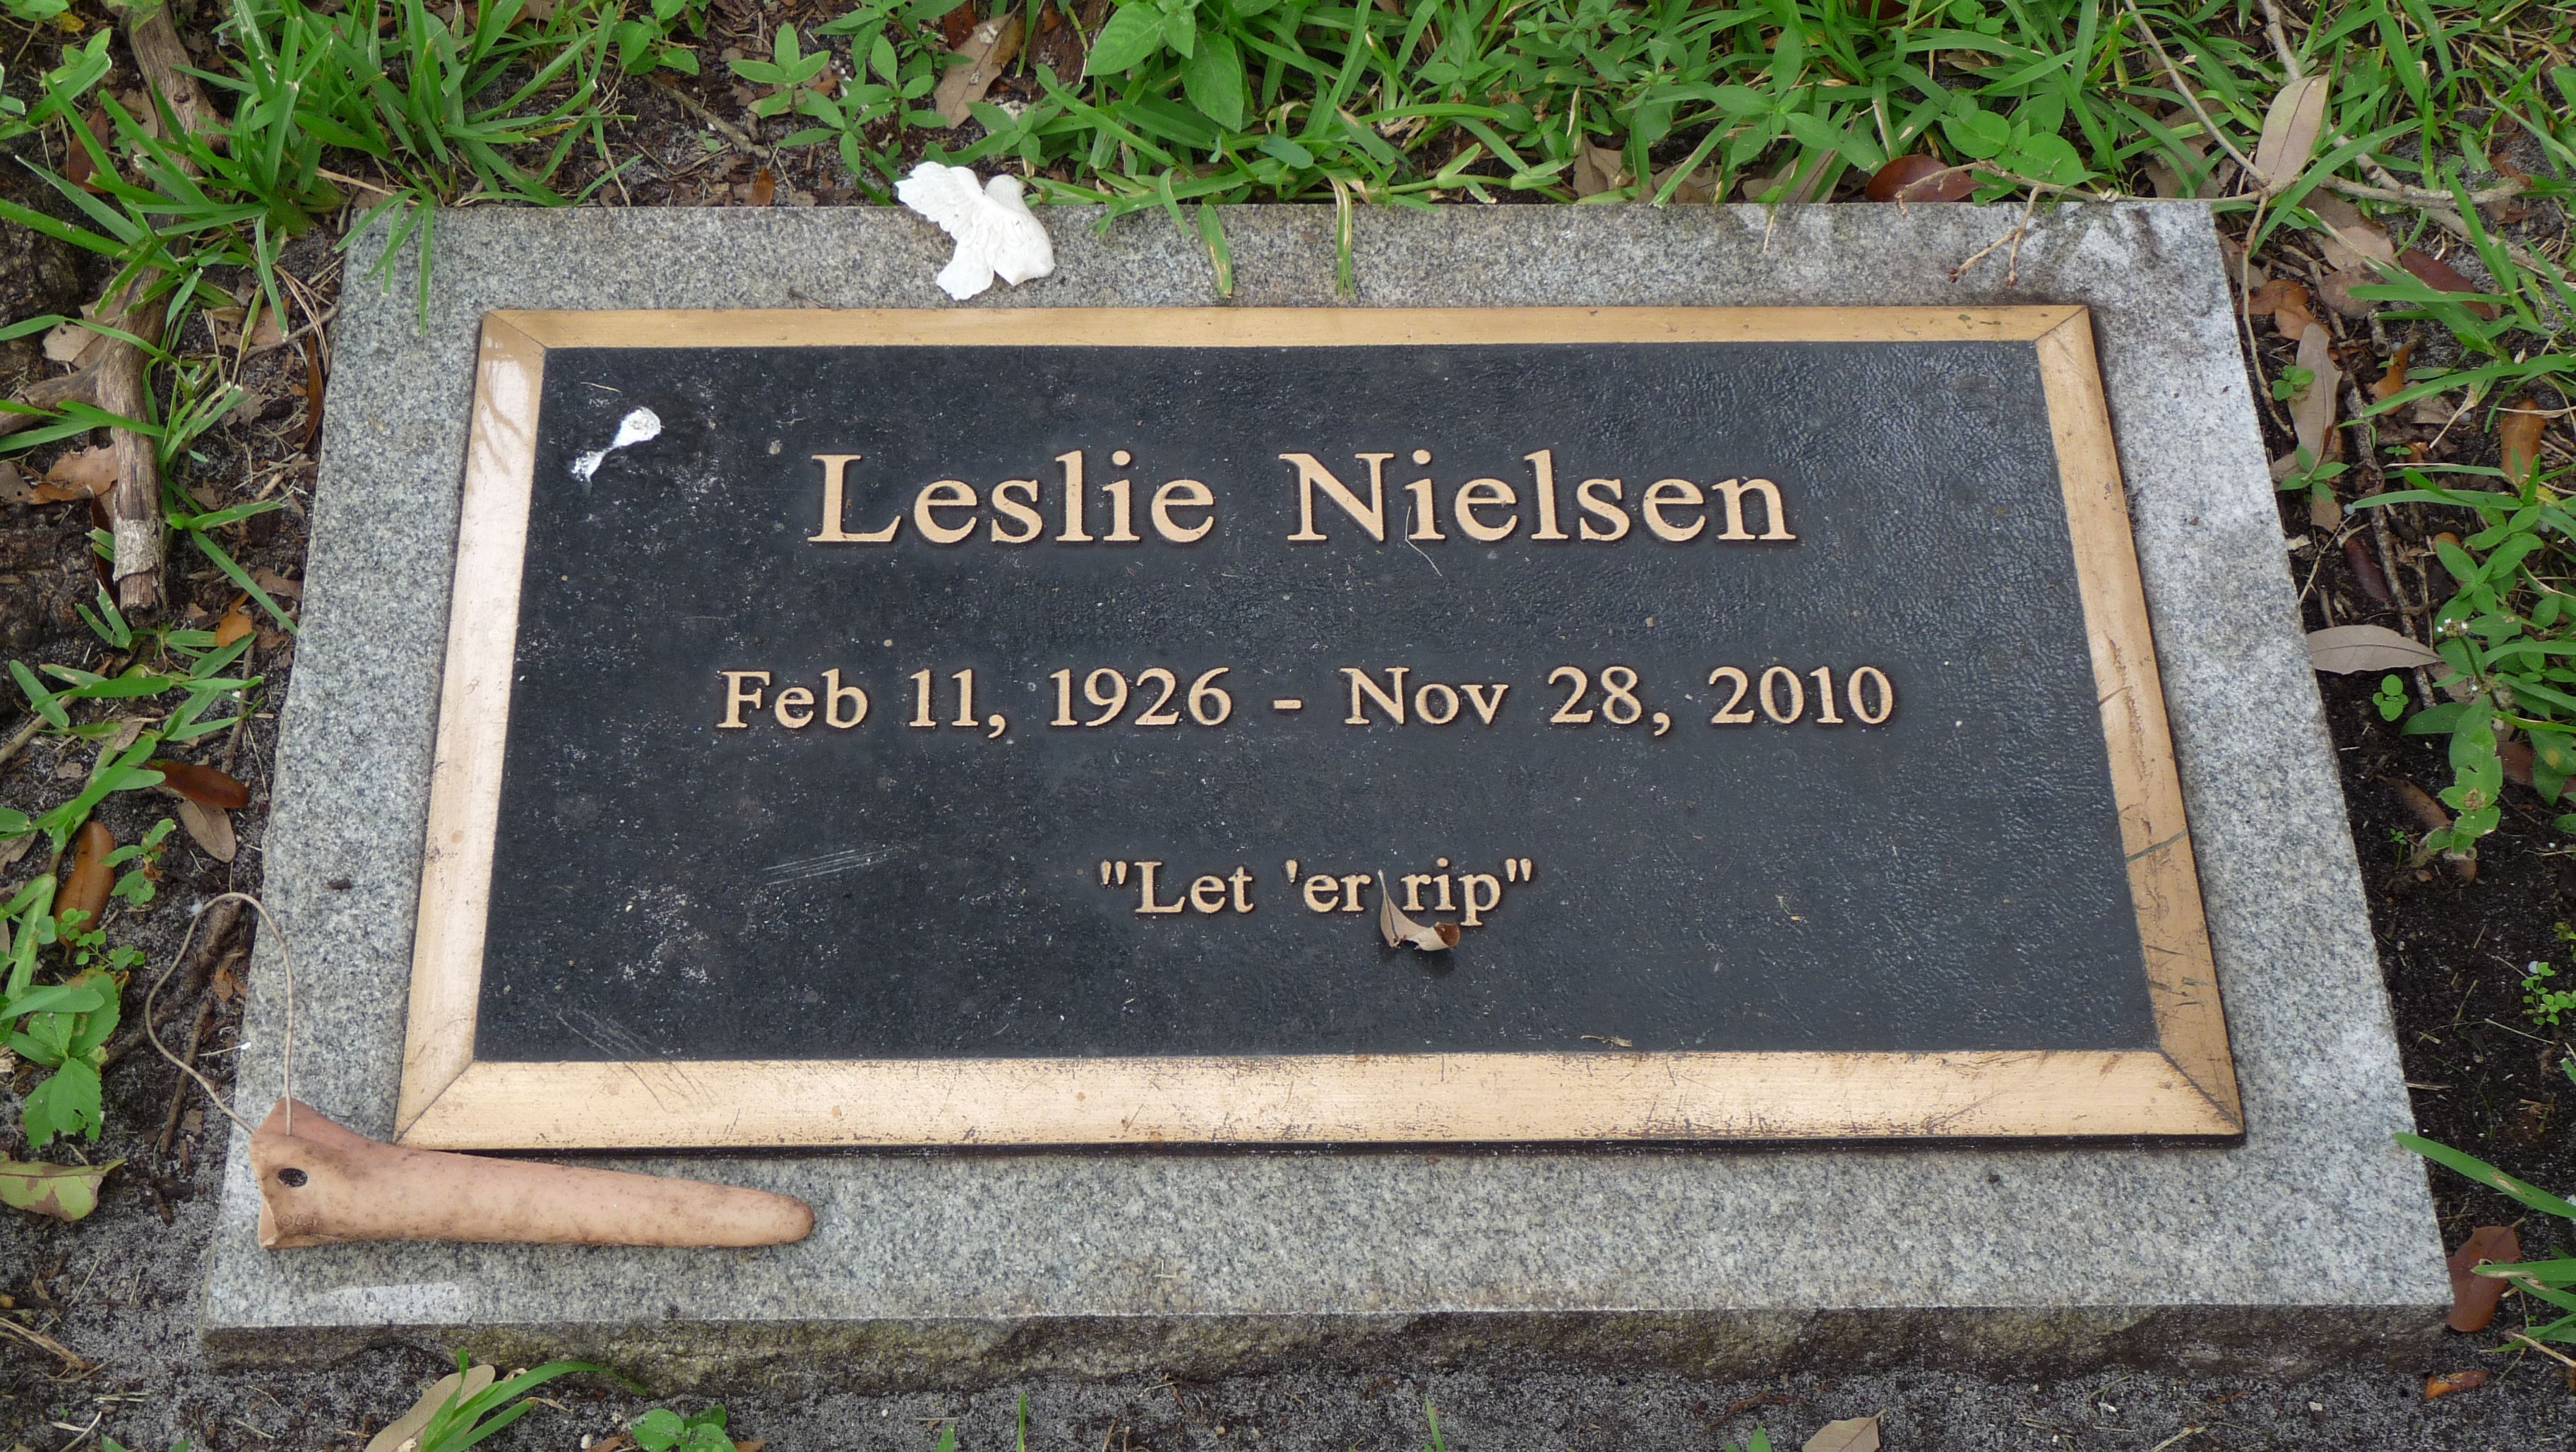 Leslie Nielsen
Feb 11, 1926 - Nov 28, 2010
"Let 'er rip"